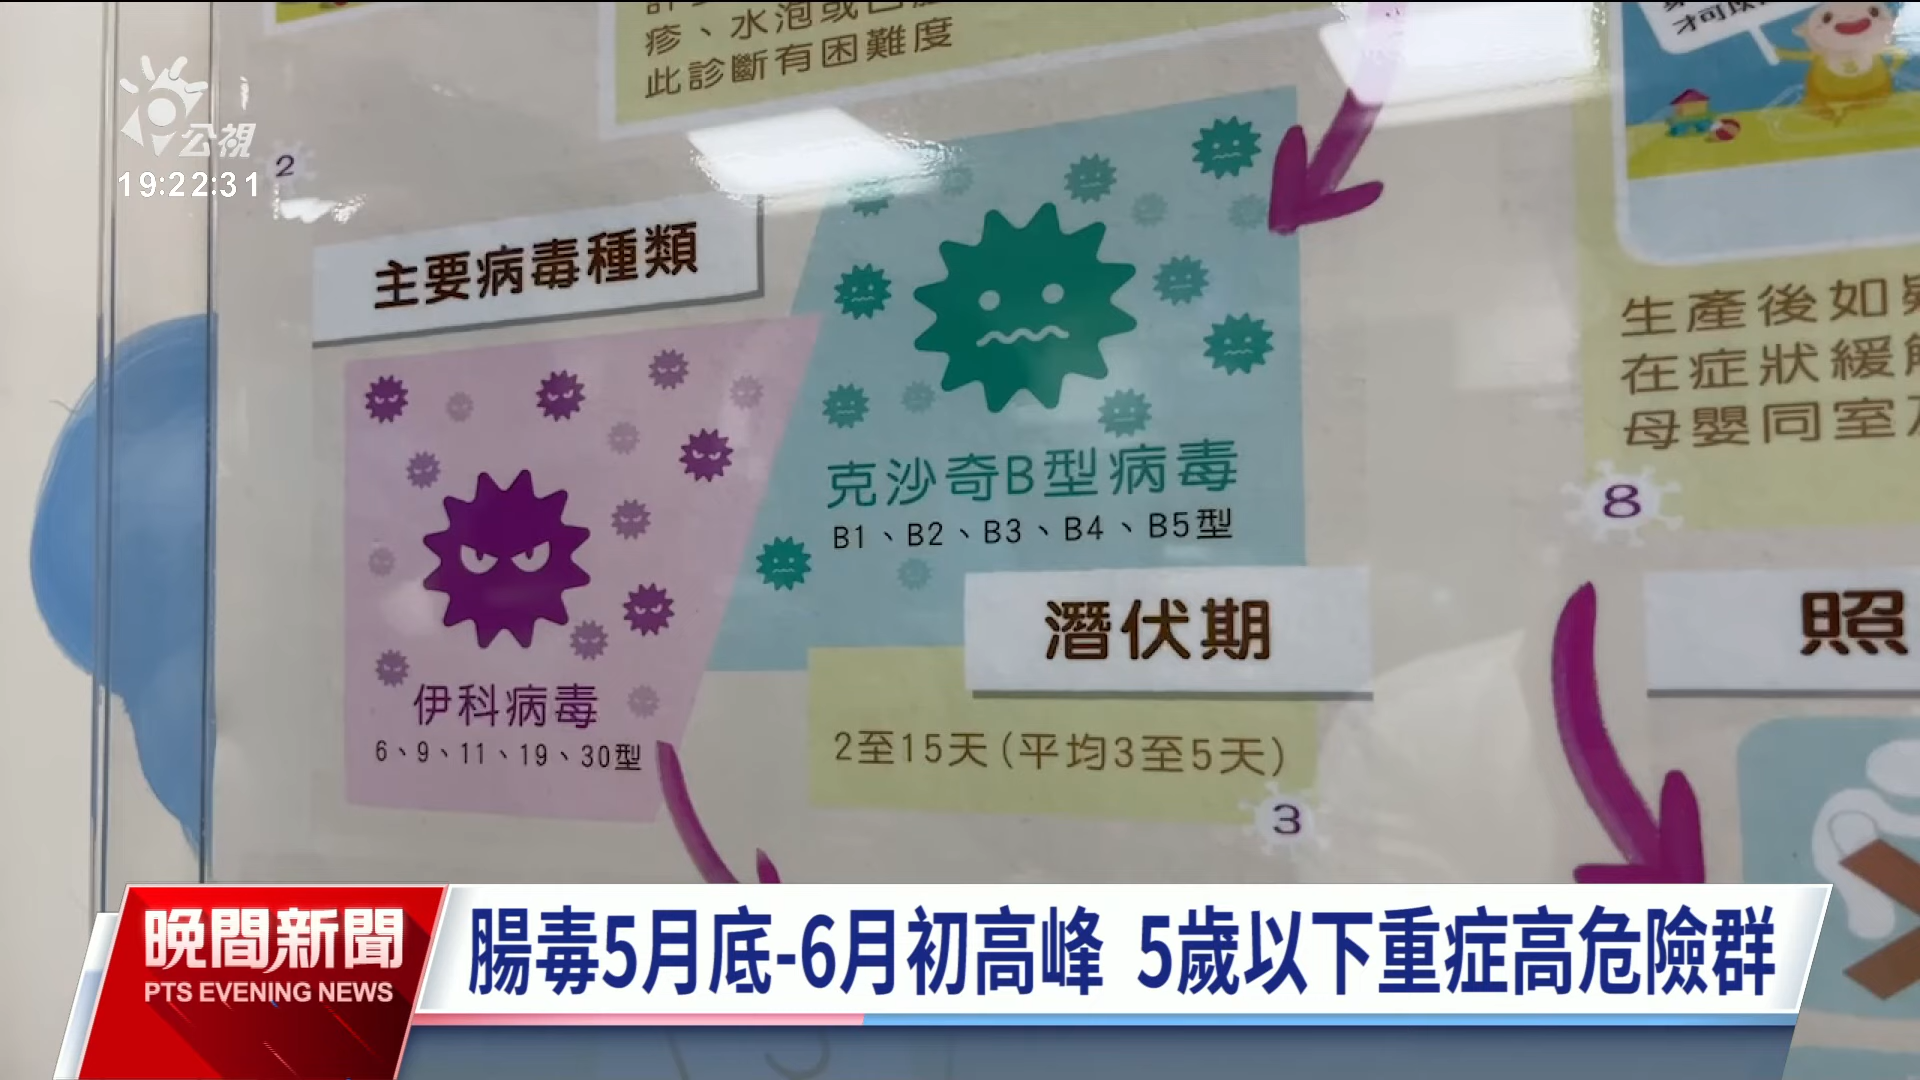 疹、水泡或
此診斷有困難度
才可以
公視
19:22:31
2
主要病毒種類
克沙奇B型病毒
B1、B2、B3、B4、B5型
伊科病毒
6、9、11、19、30型
潛伏期
2至15天(平均3至5天)
3
生產後如
在症狀緩
母嬰同室
8
照
晚間新聞
PTS EVENING NEWS
腸毒5月底-6月初高峰 5歲以下重症高危險群